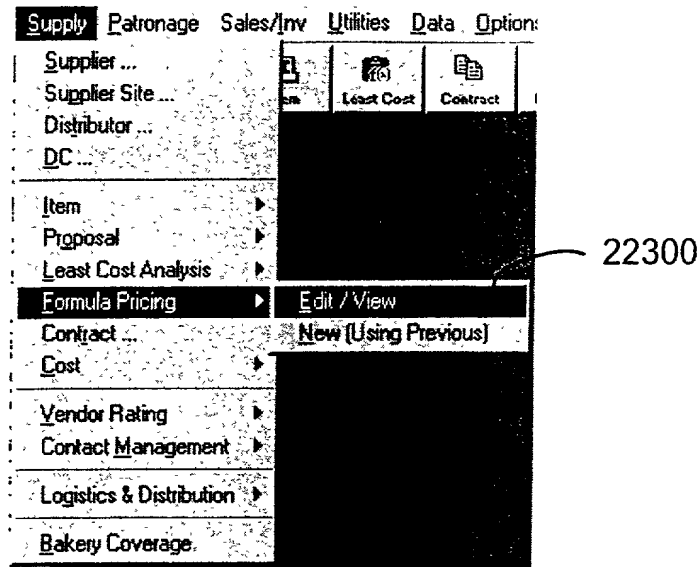 Supply Patronage Sales/Inv Utilities Data Option
Supplier ...
Supplier Site ...
Distributor ...
DC ...
Least Cost Contract
Item
Proposal
Least Cost Analysis
Formula Pricing Edit / View 22300
Contract ... New (Using Previous)
Cost
Vendor Rating
Contact Management
Logistics & Distribution
Bakery Coverage